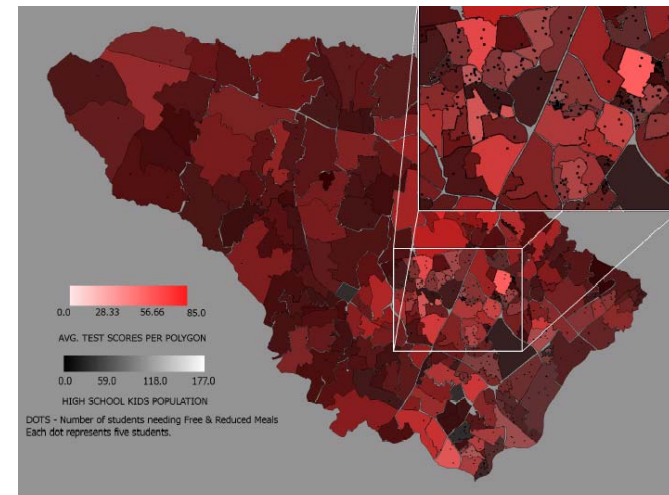 0.0 28.33 56.66 85.0
AVG. TEST SCORES PER POLYGON
0.0 59.0 118.0 177.0
HIGH SCHOOL KIDS POPULATION
DOTS - Number of students needing Free & Reduced Meals
Each dot represents five students.